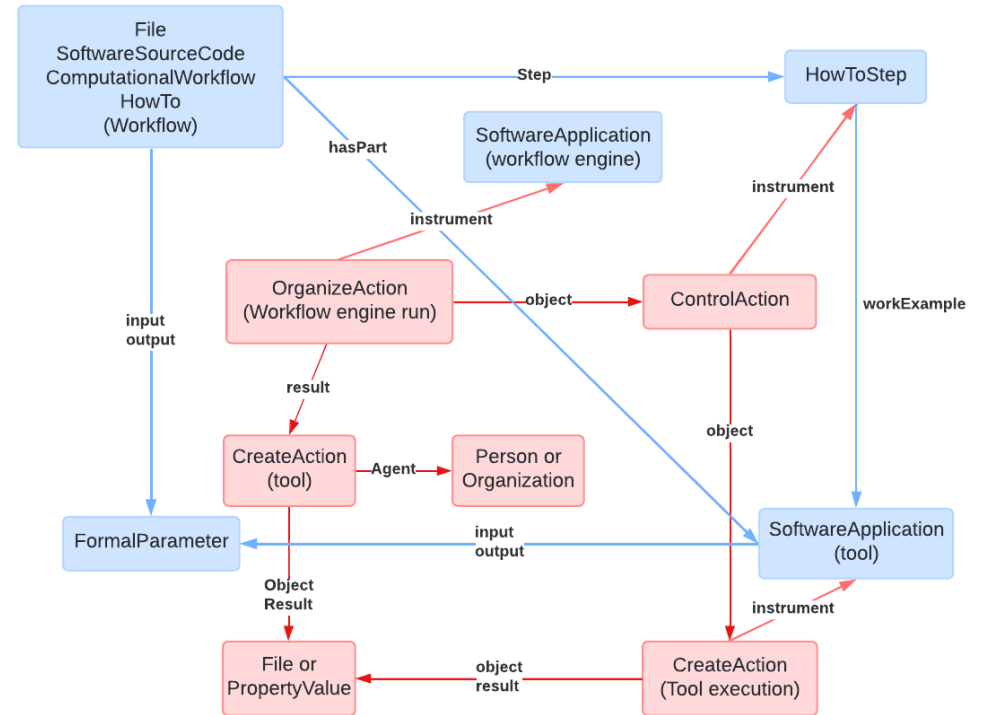 File
SoftwareSourceCode
ComputationalWorkflow
HowTo
(Workflow)
Step
HowToStep
hasPart
SoftwareApplication
(workflow engine)
instrument
instrument
OrganizeAction
(Workflow engine run)
object
ControlAction
workExample
input
output
result
object
CreateAction
(tool)
Agent
Person or
Organization
FormalParameter
input
output
SoftwareApplication
(tool)
Object
Result
instrument
File or
PropertyValue
object
result
CreateAction
(Tool execution)